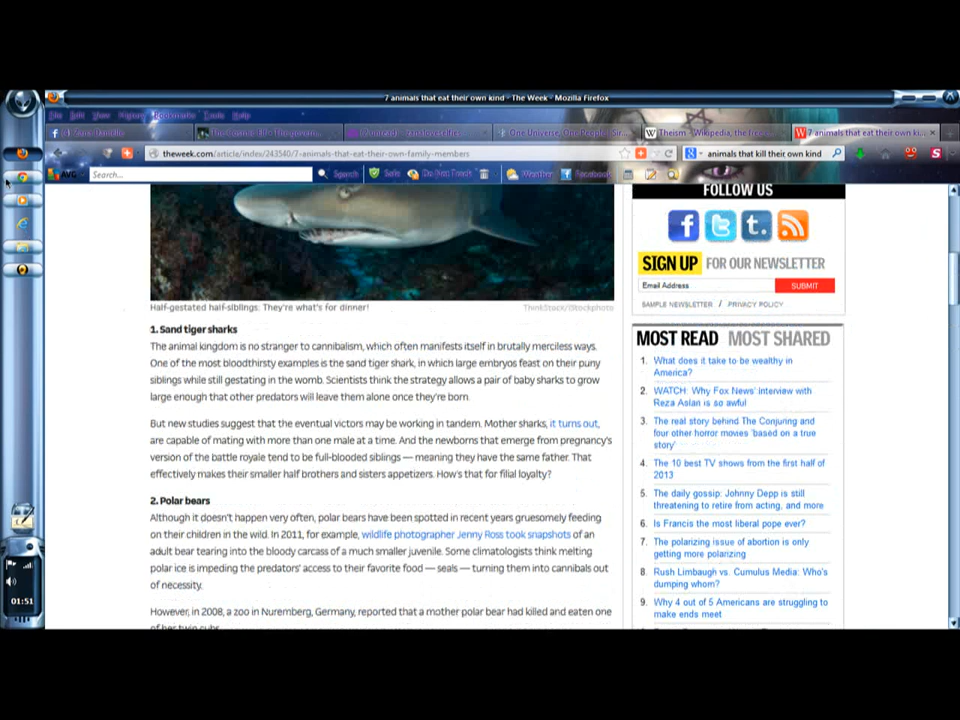 7 animals that eat their own kind - The Week - Mozilla Firefox
File Edit View History Bookmarks Tools Help
Theism - Wikipedia, the free
7 animals that eat their own ki...
theweek.com/article/index/243540/7-animals-that-eat-their-own-family-members
animals that kill their own kind
AVG
Search...
Search
Safe
Do Not Track
Weather
Facebook
FOLLOW US
SIGN UP FOR OUR NEWSLETTER
Email Address
SUBMIT
SAMPLE NEWSLETTER / PRIVACY POLICY
Half-gestated half-siblings: They're what's for dinner!
ThinkStock/iStockphoto
1. Sand tiger sharks
The animal kingdom is no stranger to cannibalism, which often manifests itself in brutally merciless ways.
One of the most bloodthirsty examples is the sand tiger shark, in which large embryos feast on their puny
siblings while still gestating in the womb. Scientists think the strategy allows a pair of baby sharks to grow
large enough that other predators will leave them alone once they're born.
But new studies suggest that the eventual victors may be working in tandem. Mother sharks, it turns out,
are capable of mating with more than one male at a time. And the newborns that emerge from pregnancy's
version of the battle royale tend to be full-blooded siblings — meaning they have the same father. That
effectively makes their smaller half brothers and sisters appetizers. How's that for filial loyalty?
2. Polar bears
Although it doesn't happen very often, polar bears have been spotted in recent years gruesomely feeding
on their children in the wild. In 2011, for example, wildlife photographer Jenny Ross took snapshots of an
adult bear tearing into the bloody carcass of a much smaller juvenile. Some climatologists think melting
polar ice is impeding the predators' access to their favorite food — seals — turning them into cannibals out
of necessity.
However, in 2008, a zoo in Nuremberg, Germany, reported that a mother polar bear had killed and eaten one
of her twin cubs.
MOST READ MOST SHARED
1. What does it take to be wealthy in
America?
2. WATCH: Why Fox News' interview with
Reza Aslan is so awful
3. The real story behind The Conjuring and
four other horror movies 'based on a true
story'
4. The 10 best TV shows from the first half of
2013
5. The daily gossip: Johnny Depp is still
threatening to retire from acting, and more
6. Is Francis the most liberal pope ever?
7. The polarizing issue of abortion is only
getting more polarizing
8. Rush Limbaugh vs. Cumulus Media: Who's
dumping whom?
9. Why 4 out of 5 Americans are struggling to
make ends meet
01:51